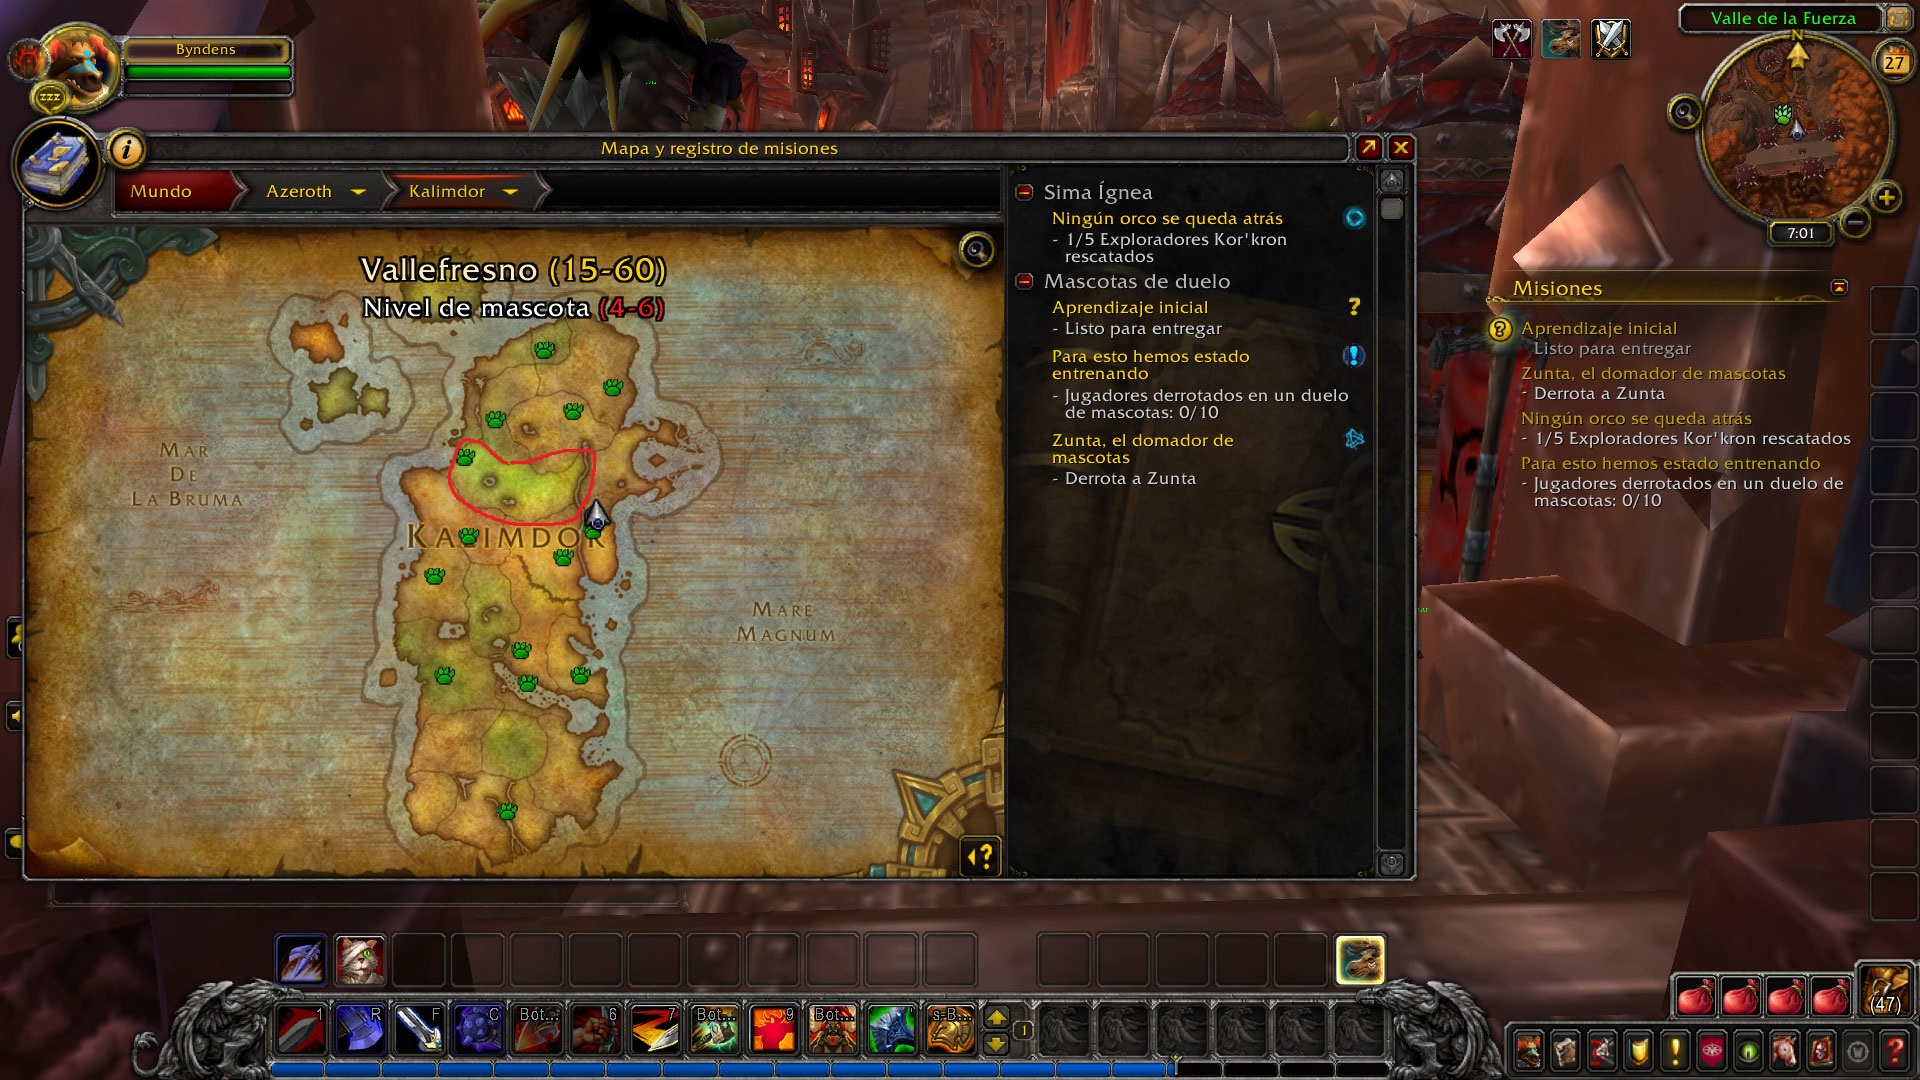 Byndens
zzz
Valle de la Fuerza
N
27
7:01
i
Mapa y registro de misiones
Mundo
Azeroth
Kalimdor
Vallefresno (15-60)
Nivel de mascota (4-6)
Mar
De
La Bruma
Kalimdor
Mare
Magnum
?
Sima Ígnea
Ningún orco se queda atrás
- 1/5 Exploradores Kor'kron
rescatados
Mascotas de duelo
Aprendizaje inicial
?
- Listo para entregar
Para esto hemos estado
entrenando
!
- Jugadores derrotados en un duelo
de mascotas: 0/10
Zunta, el domador de
mascotas
- Derrota a Zunta
Misiones
?
Aprendizaje inicial
Listo para entregar
Zunta, el domador de mascotas
- Derrota a Zunta
Ningún orco se queda atrás
- 1/5 Exploradores Kor'kron rescatados
Para esto hemos estado entrenando
- Jugadores derrotados en un duelo de
mascotas: 0/10
1
R
F
C
Bot...
6
7
Bot...
9
Bot...
s-B...
1
(47)
!
W
?